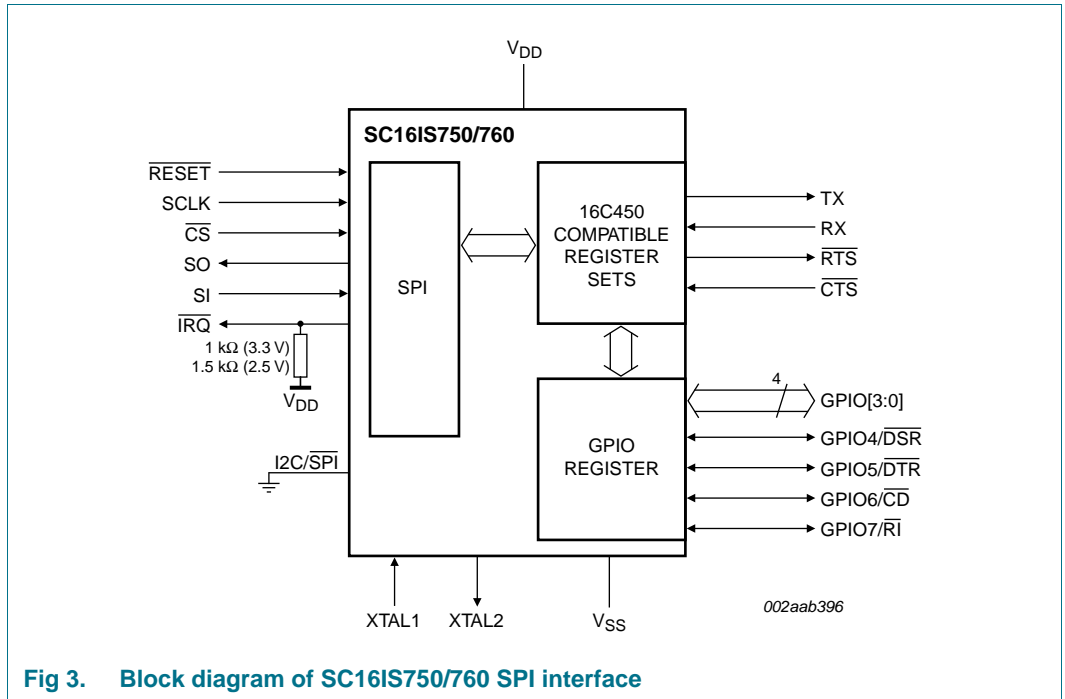 VDD
SC16IS750/760
RESET
SCLK
CS
SO
SI
IRQ
1 kΩ (3.3 V)
1.5 kΩ (2.5 V)
VDD
I2C/SPI
SPI
16C450
COMPATIBLE
REGISTER
SETS
TX
RX
RTS
CTS
GPIO
REGISTER
4
GPIO[3:0]
GPIO4/DSR
GPIO5/DTR
GPIO6/CD
GPIO7/RI
XTAL1
XTAL2
VSS
002aab396
Fig 3. Block diagram of SC16IS750/760 SPI interface